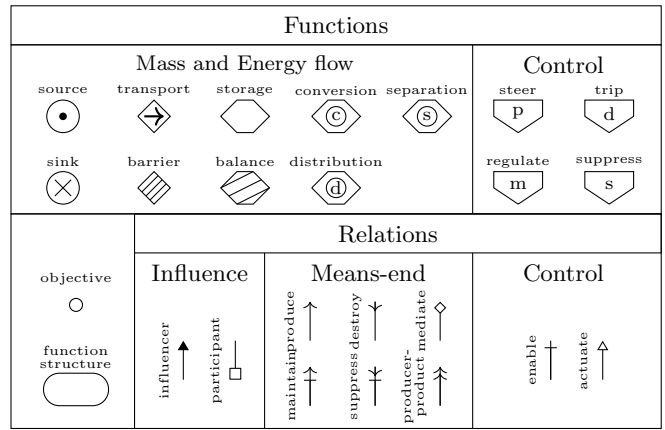 Functions
Mass and Energy flow
Control
source transport storage conversion separation
steer trip
c s
p d
sink barrier balance distribution
regulate suppress
d
m s
Relations
objective
Influence
Means-end
Control
influencer
participant
produce
destroy
mediate
maintain
suppress
producer-
product
enable
actuate
function
structure